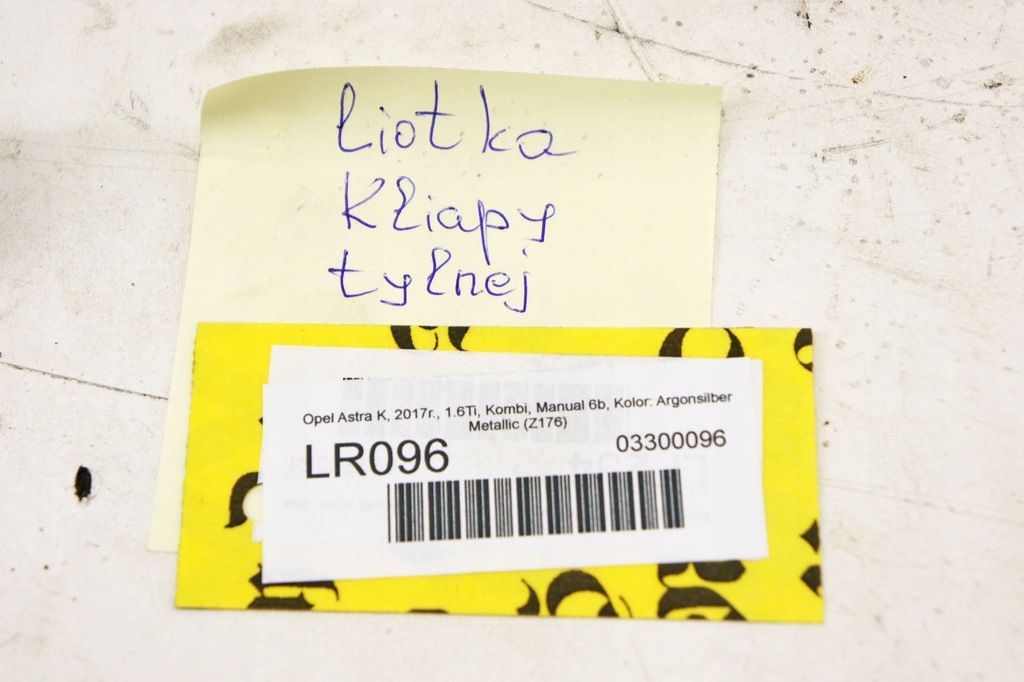 liotka
Kliapy
tylnej
Opel Astra K, 2017r., 1.6Ti, Kombi, Manual 6b, Kolor: Argonsilber
Metallic (Z176)
LR096
03300096